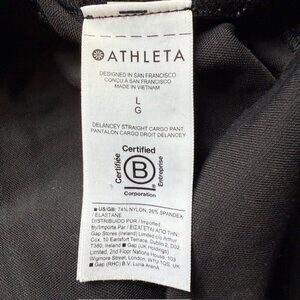 ATHLETA
DESIGNED IN SAN FRANCISCO
CONÇU À SAN FRANCISCO
MADE IN VIETNAM
L
G
DELANCEY STRAIGHT CARGO PANT
PANTALON CARGO DROIT DELANCEY
Certified
Certifiée
B
Entreprise
Corporation
US/GB: 74% NYLON, 26% SPANDEX
/ ELASTANE
DISTRIBUIDO POR / Imported
By/Importe Par / ΕΙΣΑΓΕΤΑΙ ΑΠΟ ΤΗΝ:
Gap Stores (Ireland) Limited c/o Arthur
Cox, 10 Earlsfort Terrace, Dublin 2, D02
T380, Ireland Gap (UK Holdings)
Limited, 2nd Floor Nations House, 103
Wigmore Street, London, W1U 1QS, UK
Gap (RHC) B.V. Luna Arena,